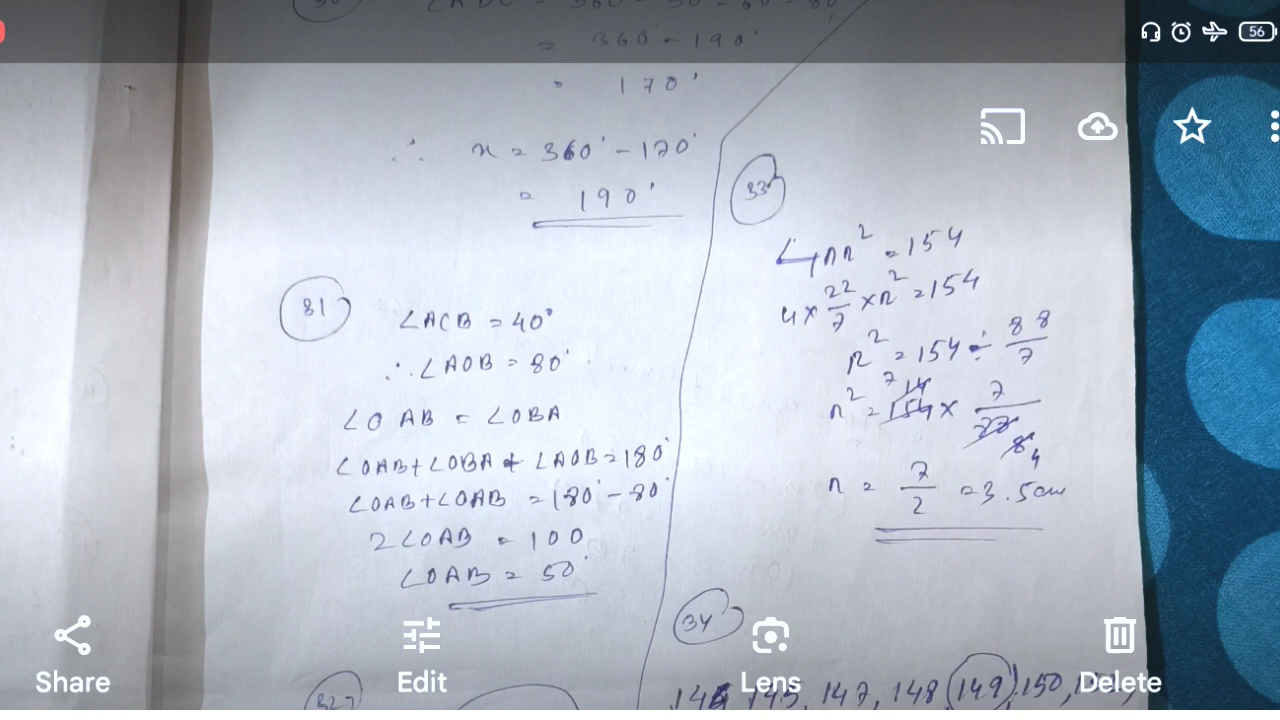 56
= 360 - 190°
= 170°
∴ x = 360° - 170°
= 190°
31
∠ACB = 40°
∴ ∠AOB = 80°
∠OAB = ∠OBA
∠OAB + ∠OBA + ∠AOB = 180°
∠OAB + ∠OAB = 180° - 80°
2∠OAB = 100
∠OAB = 50°
33
4πr² = 154
4 × 22/7 × r² = 154
r² = 154 ÷ 88/7
r² = 154 × 7/
r = 7/2 = 3.5cm
34
147, 148, 149, 150,
Share
Edit
Lens
Delete